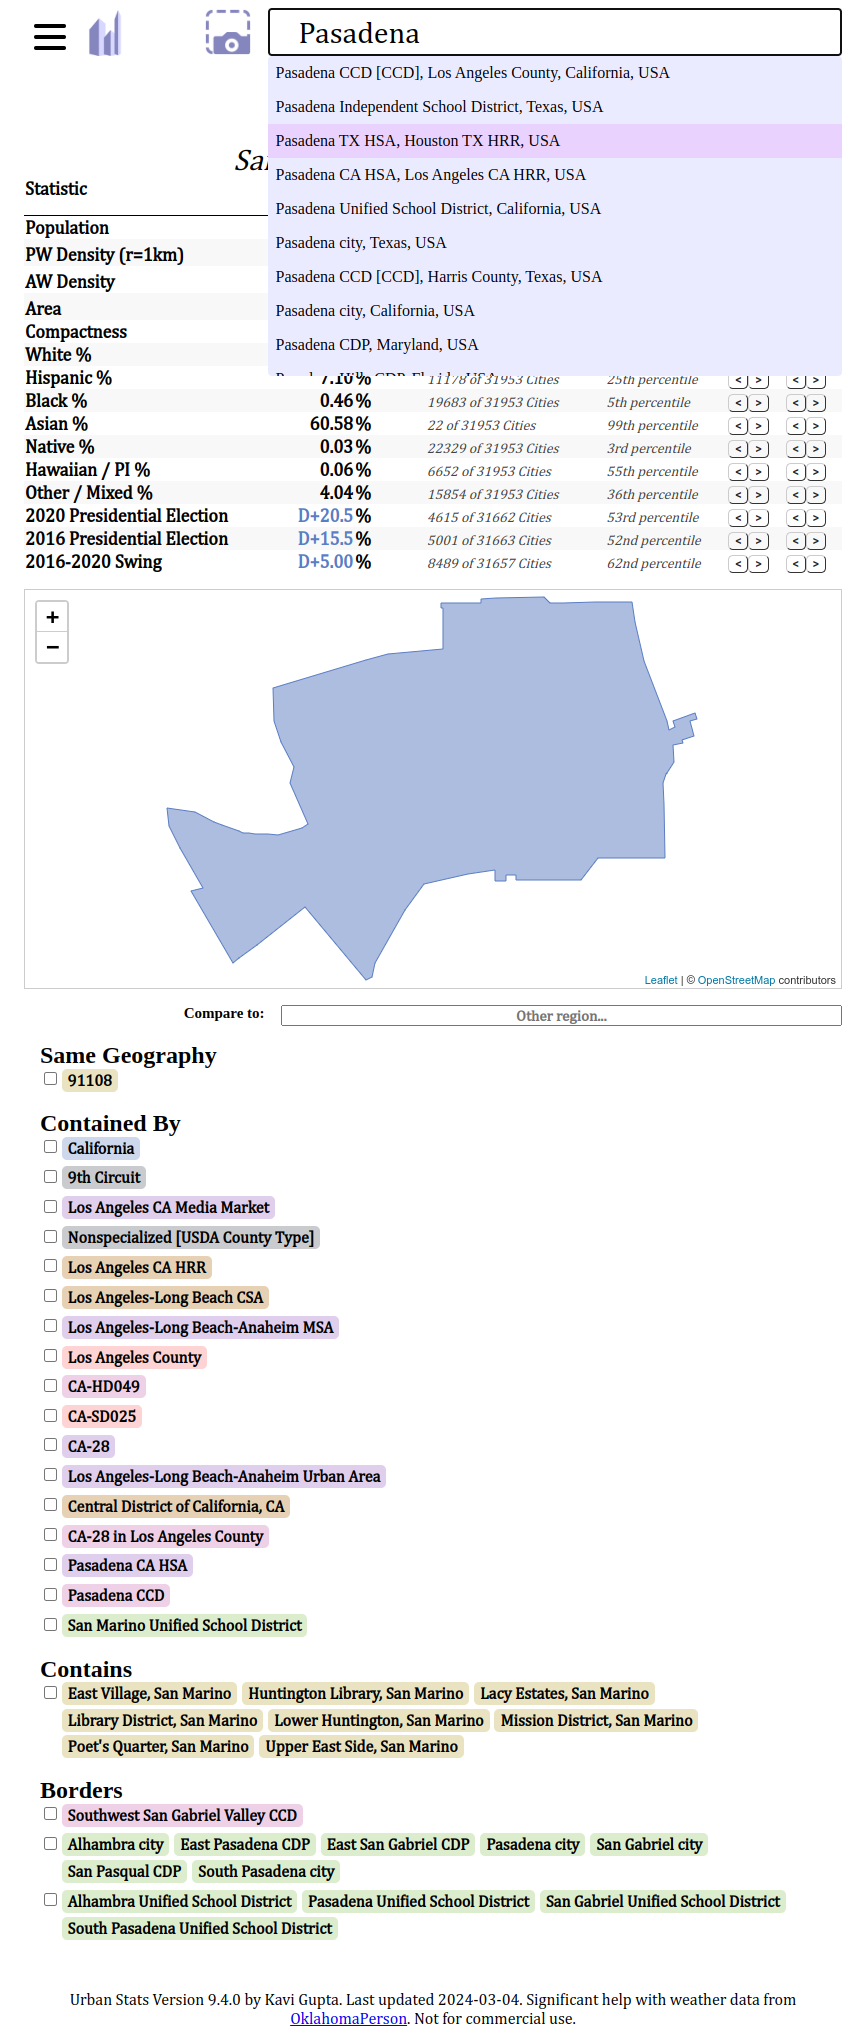 Pasadena
Pasadena CCD [CCD], Los Angeles County, California, USA
Pasadena Independent School District, Texas, USA
Pasadena TX HSA, Houston TX HRR, USA
Pasadena CA HSA, Los Angeles CA HRR, USA
Pasadena Unified School District, California, USA
Pasadena city, Texas, USA
Pasadena CCD [CCD], Harris County, Texas, USA
Pasadena city, California, USA
Pasadena CDP, Maryland, USA
Statistic
Population
PW Density (r=1km)
AW Density
Area
Compactness
White %
Hispanic % 7.10% 11178 of 31953 Cities 25th percentile < > < >
Black % 0.46% 19683 of 31953 Cities 5th percentile < > < >
Asian % 60.58% 22 of 31953 Cities 99th percentile < > < >
Native % 0.03% 22329 of 31953 Cities 3rd percentile < > < >
Hawaiian / PI % 0.06% 6652 of 31953 Cities 55th percentile < > < >
Other / Mixed % 4.04% 15854 of 31953 Cities 36th percentile < > < >
2020 Presidential Election D+20.5% 4615 of 31662 Cities 53rd percentile < > < >
2016 Presidential Election D+15.5% 5001 of 31663 Cities 52nd percentile < > < >
2016-2020 Swing D+5.00% 8489 of 31657 Cities 62nd percentile < > < >
+
−
Leaflet | © OpenStreetMap contributors
Compare to: Other region...
Same Geography
91108
Contained By
California
9th Circuit
Los Angeles CA Media Market
Nonspecialized [USDA County Type]
Los Angeles CA HRR
Los Angeles-Long Beach CSA
Los Angeles-Long Beach-Anaheim MSA
Los Angeles County
CA-HD049
CA-SD025
CA-28
Los Angeles-Long Beach-Anaheim Urban Area
Central District of California, CA
CA-28 in Los Angeles County
Pasadena CA HSA
Pasadena CCD
San Marino Unified School District
Contains
East Village, San Marino Huntington Library, San Marino Lacy Estates, San Marino
Library District, San Marino Lower Huntington, San Marino Mission District, San Marino
Poet's Quarter, San Marino Upper East Side, San Marino
Borders
Southwest San Gabriel Valley CCD
Alhambra city East Pasadena CDP East San Gabriel CDP Pasadena city San Gabriel city
San Pasqual CDP South Pasadena city
Alhambra Unified School District Pasadena Unified School District San Gabriel Unified School District
South Pasadena Unified School District
Urban Stats Version 9.4.0 by Kavi Gupta. Last updated 2024-03-04. Significant help with weather data from
OklahomaPerson. Not for commercial use.